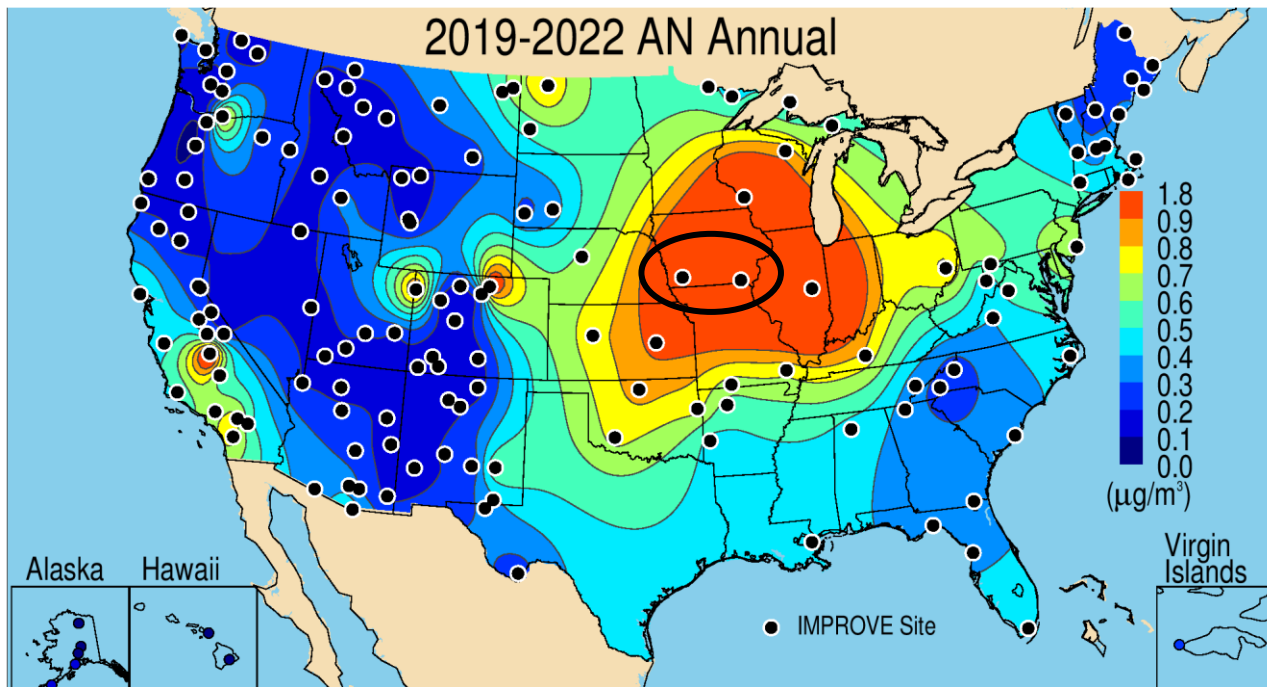 2019-2022 AN Annual
1.8
0.9
0.8
0.7
0.6
0.5
0.4
0.3
0.2
0.1
0.0
(μg/m³)
Alaska
Hawaii
Virgin
Islands
IMPROVE Site